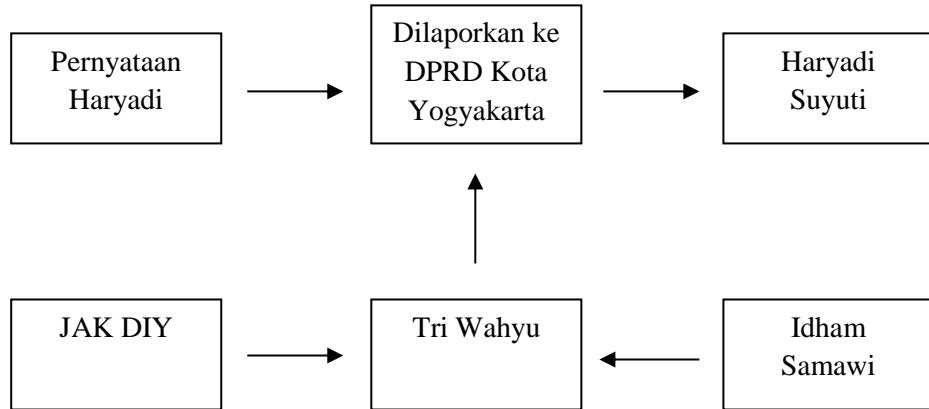 Pernyataan
Haryadi
Dilaporkan ke
DPRD Kota
Yogyakarta
Haryadi
Suyuti
JAK DIY
Tri Wahyu
Idham
Samawi